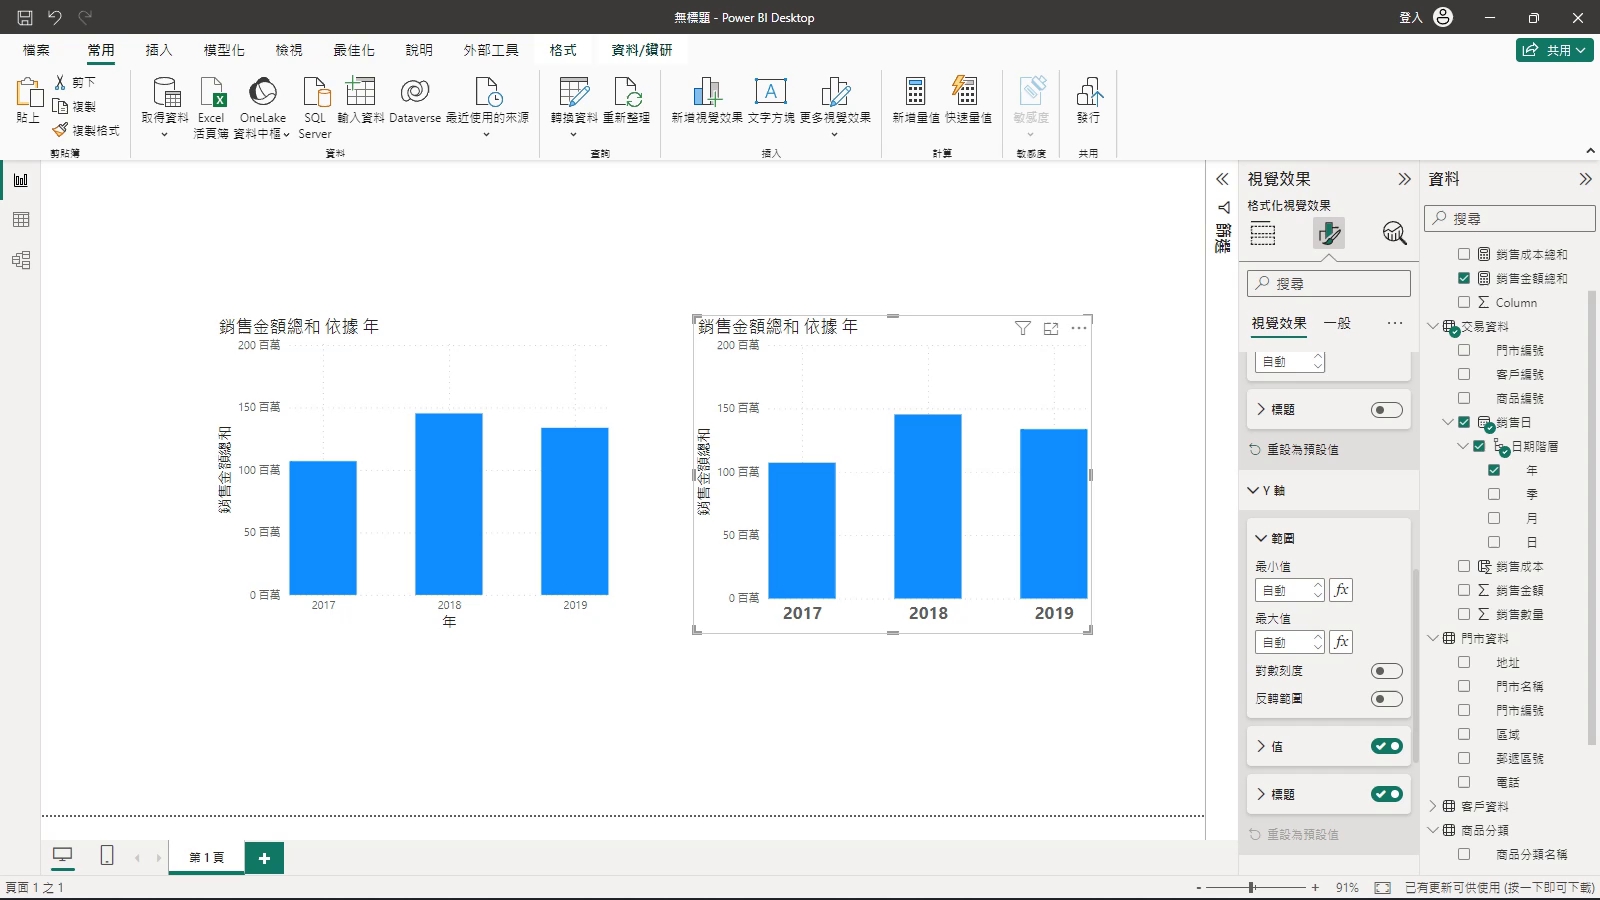 無標題 - Power BI Desktop
登入
檔案 常用 插入 模型化 檢視 最佳化 說明 外部工具 格式 資料/鑽研
共用
貼上
剪下
複製
複製格式
剪貼簿
取得資料
Excel 活頁簿
OneLake 資料中樞
SQL Server
輸入資料
Dataverse
最近使用的來源
資料
轉換資料
重新整理
查詢
新增視覺效果
文字方塊
更多視覺效果
插入
新增量值
快速量值
計算
敏感度
敏感度
發行
共用
銷售金額總和 依據 年
200 百萬
150 百萬
100 百萬
50 百萬
0 百萬
銷售金額總和
2017 2018 2019
年
銷售金額總和 依據 年
200 百萬
150 百萬
100 百萬
50 百萬
0 百萬
銷售金額總和
2017 2018 2019
篩選
視覺效果
格式化視覺效果
搜尋
視覺效果 一般
自動
標題
重設為預設值
Y 軸
範圍
最小值
自動
fx
最大值
自動
fx
對數刻度
反轉範圍
值
標題
重設為預設值
資料
搜尋
銷售成本總和
銷售金額總和
Column
交易資料
門市編號
客戶編號
商品編號
銷售日
日期階層
年
季
月
日
銷售成本
銷售金額
銷售數量
門市資料
地址
門市名稱
門市編號
區域
郵遞區號
電話
客戶資料
商品分類
商品分類名稱
第 1 頁
頁面 1 之 1
- + 91%
已有更新可供使用 (按一下即可下載)